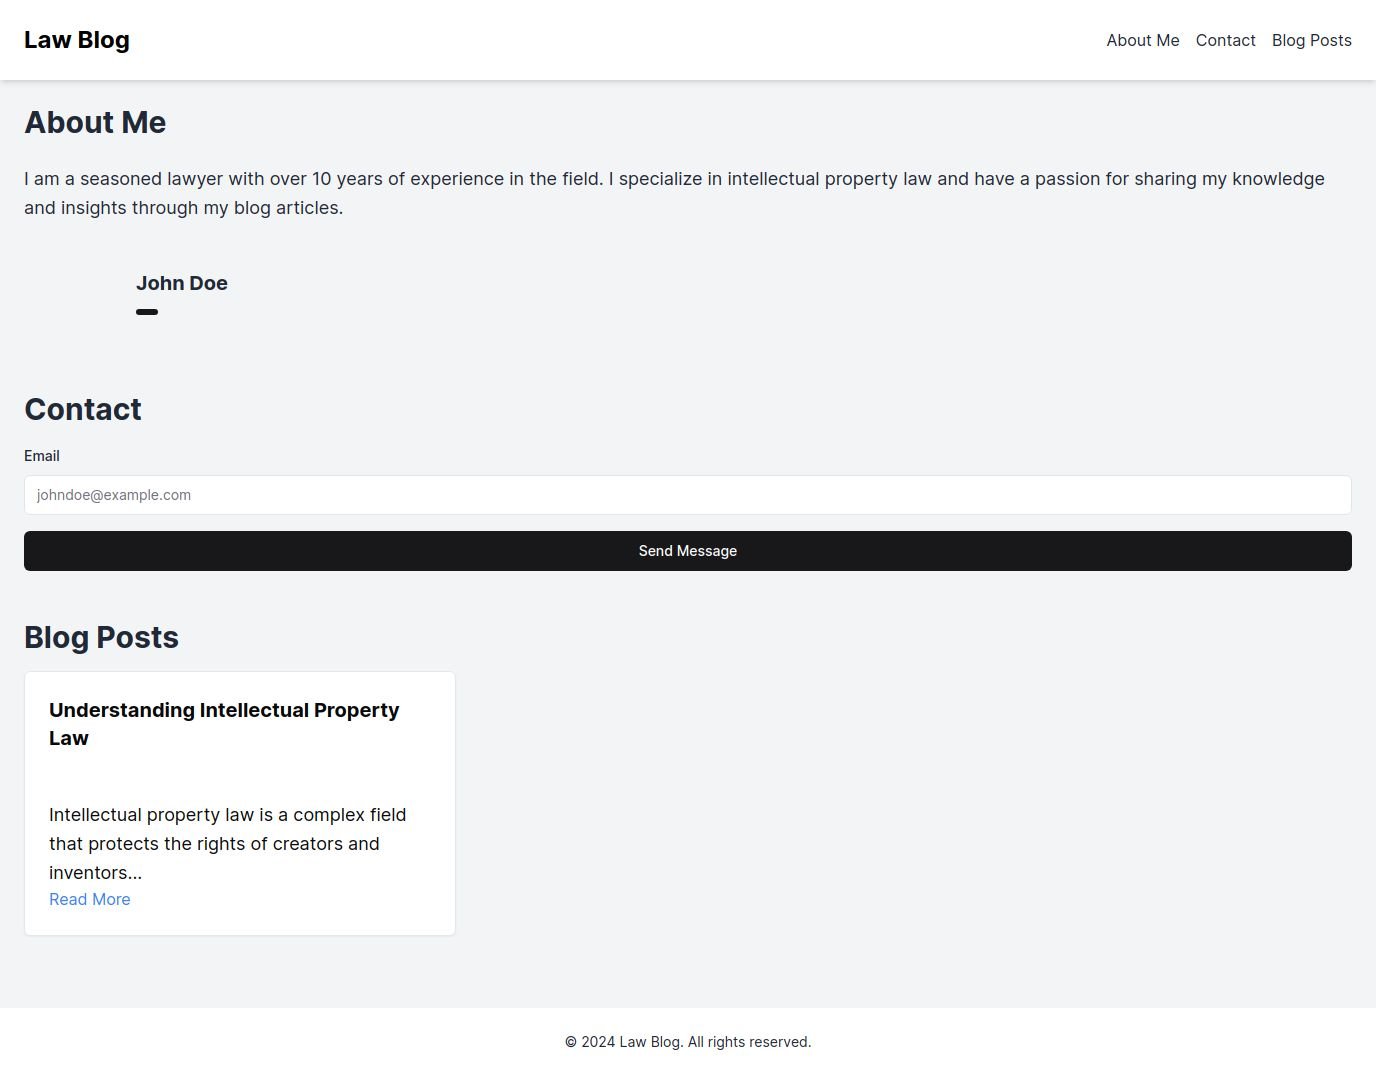 Law Blog
About Me
Contact
Blog Posts
About Me
I am a seasoned lawyer with over 10 years of experience in the field. I specialize in intellectual property law and have a passion for sharing my knowledge
and insights through my blog articles.
John Doe
Contact
Email
johndoe@example.com
Send Message
Blog Posts
Understanding Intellectual Property
Law
Intellectual property law is a complex field
that protects the rights of creators and
inventors...
Read More
© 2024 Law Blog. All rights reserved.